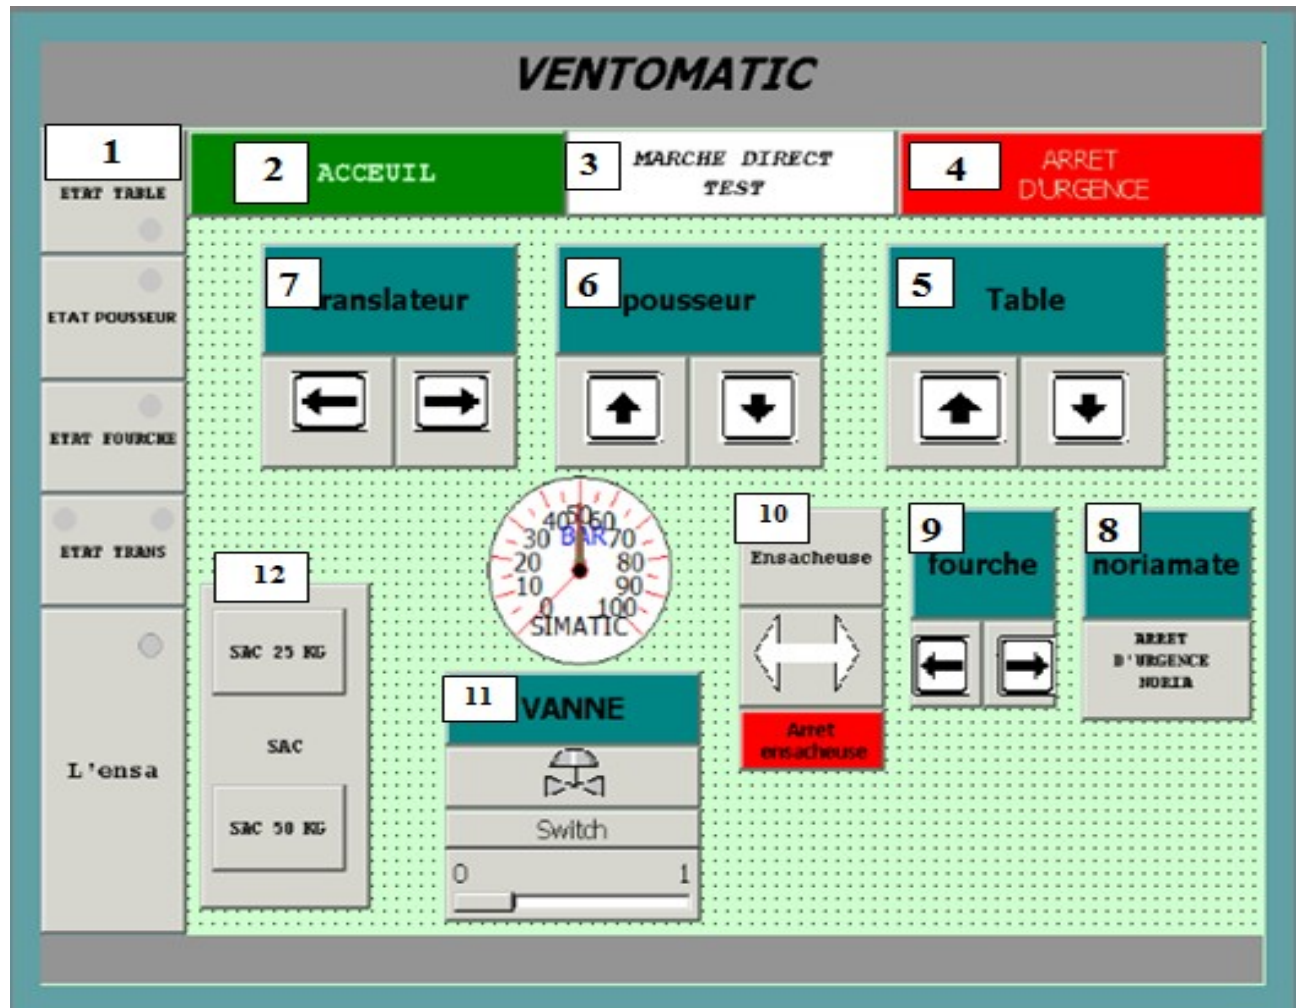 VENTOMATIC
1
ETAT TABLE
2
ACCEUIL
3
MARCHE DIRECT
TEST
4
ARRET
D'URGENCE
ETAT POUSSEUR
ETAT FOURCHE
ETAT TRANS
L'ensa
7
ranslateur
6
pousseur
5
Table
0
10
20
30
40
50
60
70
80
90
100
BAR
SIMATIC
10
Ensacheuse
Arret
ensacheuse
9
fourche
8
noriamate
ARRET
D'URGENCE
NORIA
12
SAC 25 KG
SAC
SAC 50 KG
11
VANNE
Switch
0 1